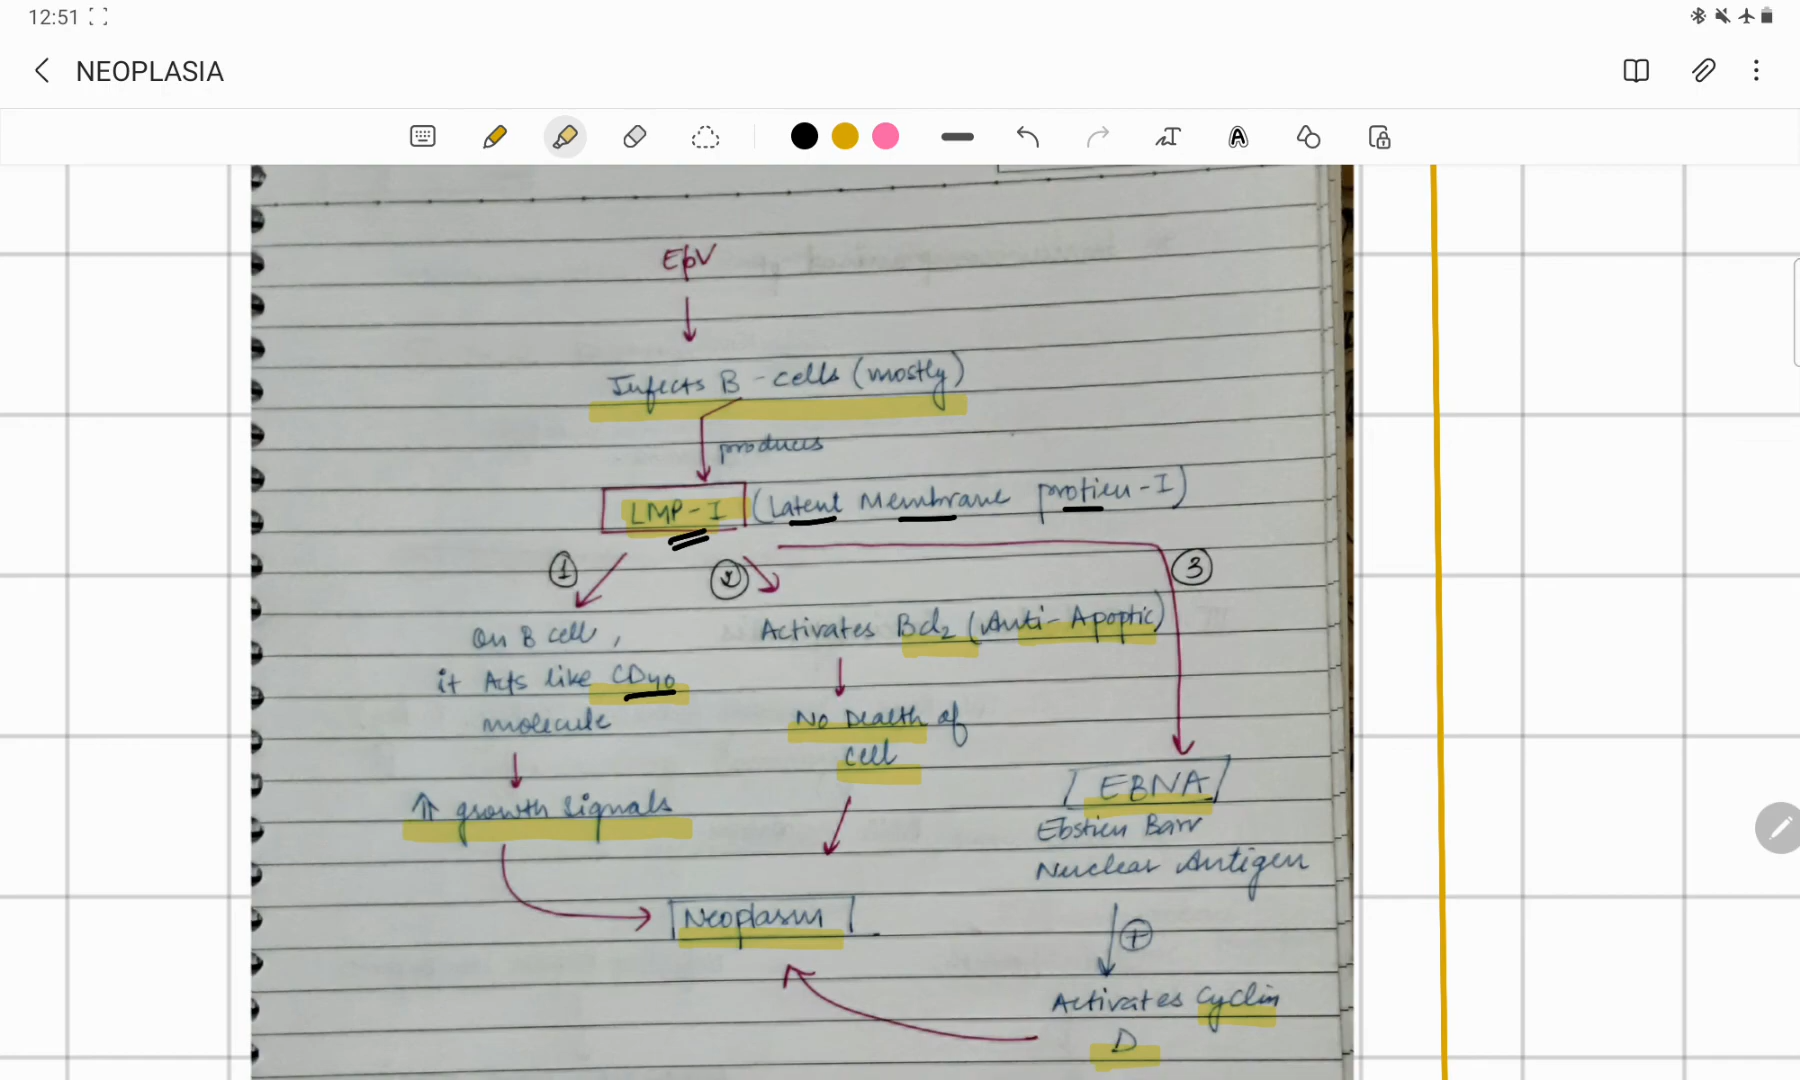 12:51
NEOPLASIA
EbV
Infects B-cells (mostly)
produces
LMP-I (Latent Membrane protien-I)
① ② ③
On B cell,
it Acts like CD40
molecule
⇑ growth signals
Activates Bcl2 (Anti-Apoptic)
No Dealth of
cell
Neoplasm
EBNA
Ebstien Barr
Nuclear Antigen
+
Activates Cyclin
D